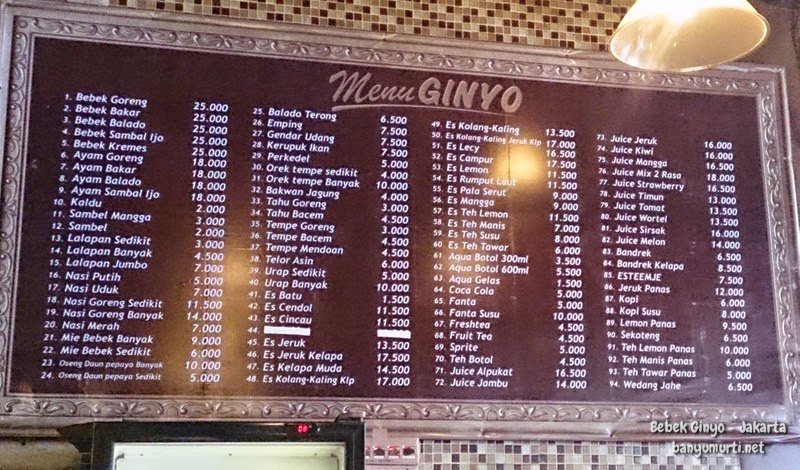 Menu GINYO
1. Bebek Goreng 25.000
2. Bebek Bakar 25.000
3. Bebek Balado 25.000
4. Bebek Sambal Ijo 25.000
5. Bebek Kremes 25.000
6. Ayam Goreng 18.000
7. Ayam Bakar 18.000
8. Ayam Balado 18.000
9. Ayam Sambal Ijo 18.000
10. Kaldu 2.000
11. Sambel Mangga 3.000
12. Sambel 2.000
13. Lalapan Sedikit 3.000
14. Lalapan Banyak 4.500
15. Lalapan Jumbo 7.000
16. Nasi Putih 5.000
17. Nasi Uduk 7.000
18. Nasi Goreng Sedikit 11.500
19. Nasi Goreng Banyak 14.000
20. Nasi Merah 7.000
21. Mie Bebek Banyak 9.000
22. Mie Bebek Sedikit 6.000
23. Oseng Daun pepaya Banyak 10.000
24. Oseng Daun pepaya Sedikit 5.000
25. Balado Terong 6.500
26. Emping 7.500
27. Gendar Udang 7.500
28. Kerupuk Ikan 7.500
29. Perkedel 3.000
30. Orek tempe sedikit 4.000
31. Orek tempe Banyak 10.000
32. Bakwan Jagung 4.000
33. Tahu Goreng 3.000
34. Tahu Bacem 4.500
35. Tempe Goreng 3.000
36. Tempe Bacem 4.500
37. Tempe Mendoan 7.000
38. Telor Asin 6.000
39. Urap Sedikit 5.000
40. Urap Banyak 10.000
41. Es Batu 1.500
42. Es Cendol 11.500
43. Es Cincau 11.500
44.
45. Es Jeruk 13.500
46. Es Jeruk Kelapa 17.500
47. Es Kelapa Muda 14.500
48. Es Kolang-Kaling Klp 17.000
49. Es Kolang-Kaling 13.500
50. Es Kolang-Kaling Jeruk Klp 17.000
51. Es Lecy 16.500
52. Es Campur 17.500
53. Es Lemon 11.500
54. Es Rumput Laut 11.500
55. Es Pala Serut 9.000
56. Es Mangga 9.000
57. Es Teh Lemon 11.500
58. Es Teh Manis 7.000
59. Es Teh Susu 8.000
60. Es Teh Tawar 6.000
61. Aqua Botol 300ml 3.500
62. Aqua Botol 600ml 5.500
63. Aqua Gelas 1.500
64. Coca Cola 5.000
65. Fanta 5.000
66. Fanta Susu 10.000
67. Freshtea 4.500
68. Fruit Tea 4.500
69. Sprite 5.000
70. Teh Botol 4.500
71. Juice Alpukat 16.500
72. Juice Jambu 14.000
73. Juice Jeruk 16.000
74. Juice Kiwi 18.000
75. Juice Mangga 16.500
76. Juice Mix 2 Rasa 18.000
77. Juice Strawberry 16.500
78. Juice Timun 13.000
79. Juice Tomat 13.500
80. Juice Wortel 13.500
81. Juice Sirsak 16.000
82. Juice Melon 14.000
83. Bandrek 6.500
84. Bandrek Kelapa 8.500
85. ESTEEMJE 7.500
86. Jeruk Panas 12.000
87. Kopi 6.000
88. Kopi Susu 8.000
89. Lemon Panas 9.500
90. Sekoteng 6.500
91. Teh Lemon Panas 10.000
92. Teh Manis Panas 6.000
93. Teh Tawar Panas 5.000
94. Wedang Jahe 6.500
Bebek Ginyo - Jakarta
banyumurti.net